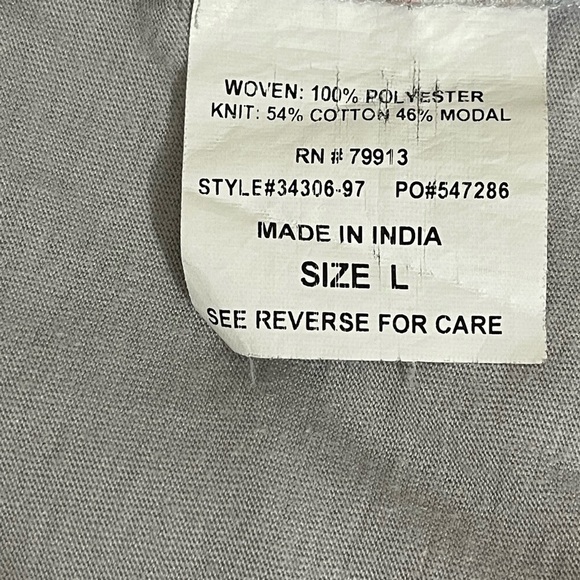 WOVEN: 100% POLYESTER
KNIT: 54% COTTON 46% MODAL
RN # 79913
STYLE#34306-97 PO#547286
MADE IN INDIA
SIZE L
SEE REVERSE FOR CARE